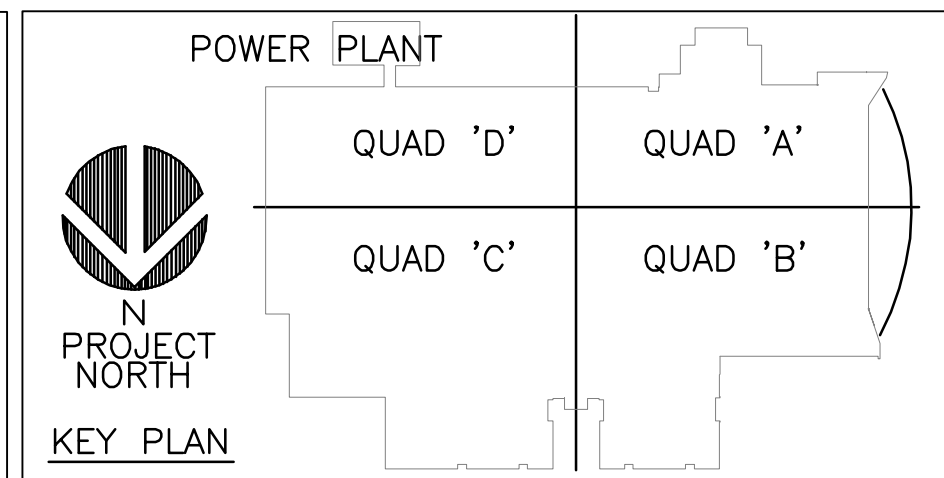 POWER PLANT
QUAD 'D'
QUAD 'A'
QUAD 'C'
QUAD 'B'
N
PROJECT
NORTH
KEY PLAN